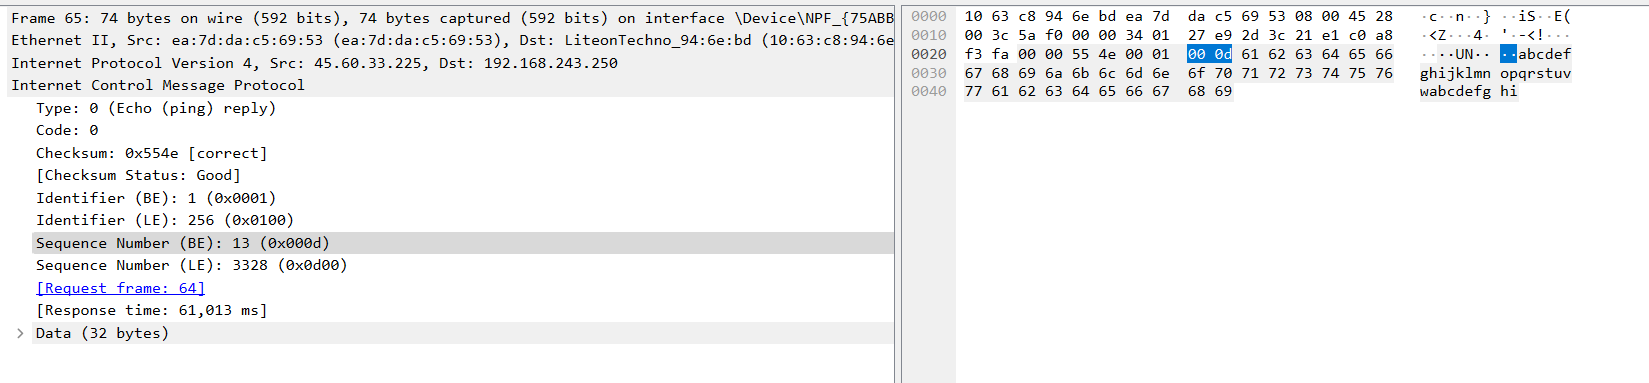 Frame 65: 74 bytes on wire (592 bits), 74 bytes captured (592 bits) on interface \Device\NPF_{75ABB
Ethernet II, Src: ea:7d:da:c5:69:53 (ea:7d:da:c5:69:53), Dst: LiteonTechno_94:6e:bd (10:63:c8:94:6e
Internet Protocol Version 4, Src: 45.60.33.225, Dst: 192.168.243.250
Internet Control Message Protocol
Type: 0 (Echo (ping) reply)
Code: 0
Checksum: 0x554e [correct]
[Checksum Status: Good]
Identifier (BE): 1 (0x0001)
Identifier (LE): 256 (0x0100)
Sequence Number (BE): 13 (0x000d)
Sequence Number (LE): 3328 (0x0d00)
[Request frame: 64]
[Response time: 61,013 ms]
Data (32 bytes)
0000 10 63 c8 94 6e bd ea 7d da c5 69 53 08 00 45 28 ·c··n··} ··iS··E(
0010 00 3c 5a f0 00 00 34 01 27 e9 2d 3c 21 e1 c0 a8 ·<Z···4· '·-<!···
0020 f3 fa 00 00 55 4e 00 01 00 0d 61 62 63 64 65 66 ····UN·· ··abcdef
0030 67 68 69 6a 6b 6c 6d 6e 6f 70 71 72 73 74 75 76 ghijklmn opqrstuv
0040 77 61 62 63 64 65 66 67 68 69 wabcdefg hi